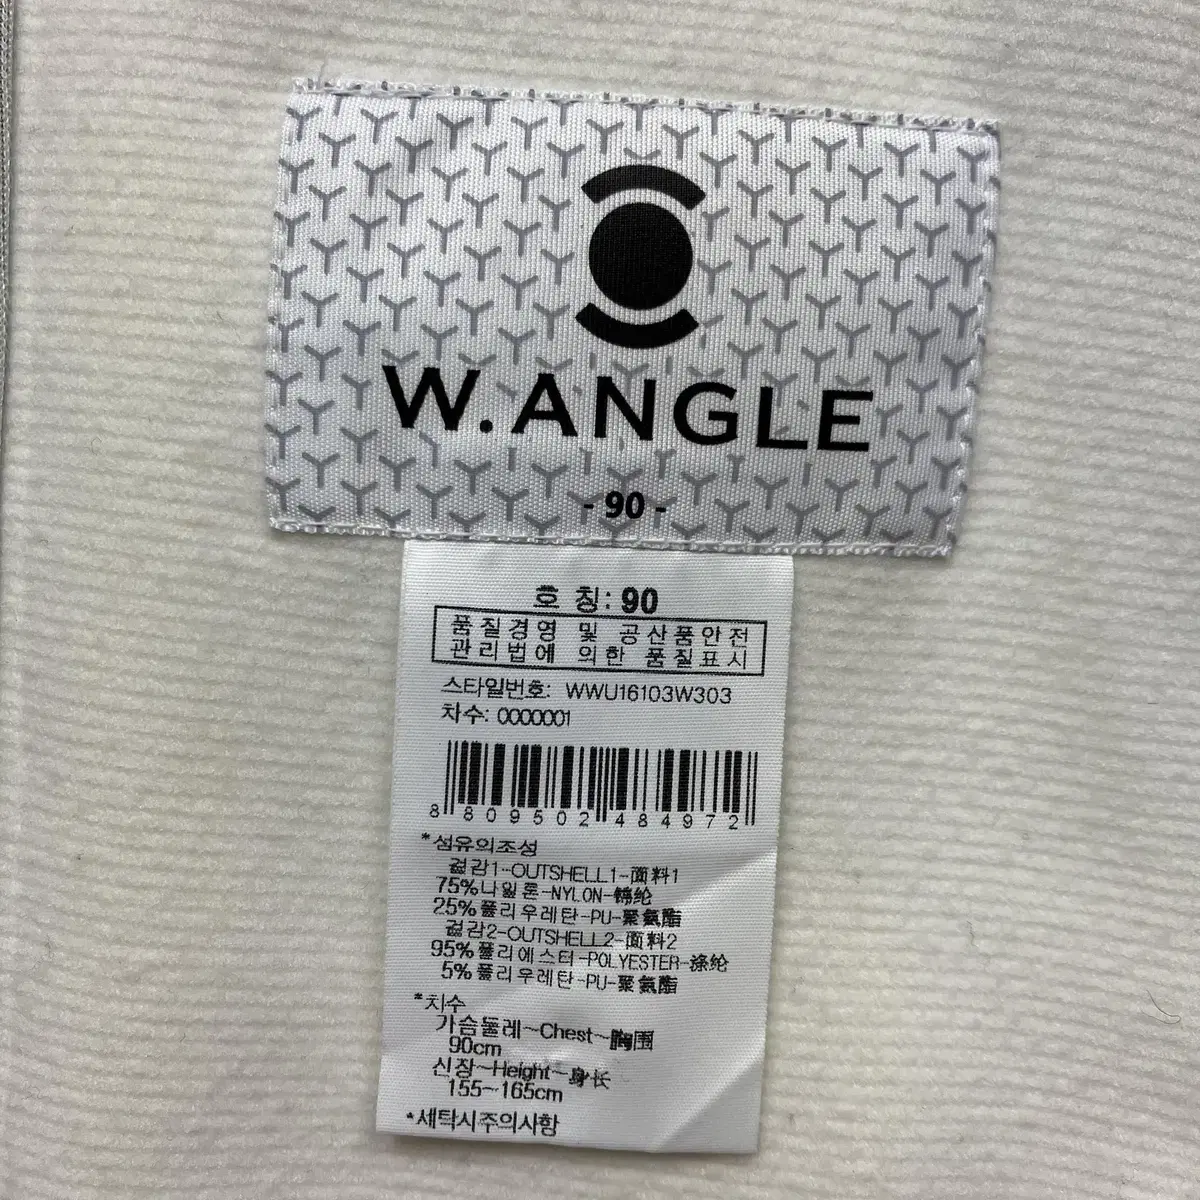 W.ANGLE
- 90 -
호 칭: 90
품질경영 및 공산품안전
관리법에 의한 품질표시
스타일번호: WWU16103W303
차수: 0000001
8 809502 484972
*섬유의조성
겉감1-OUTSHELL1-面料1
75%나일론-NYLON-锦纶
25%폴리우레탄-PU-聚氨酯
겉감2-OUTSHELL2-面料2
95%폴리에스터-POLYESTER-涤纶
5%폴리우레탄-PU-聚氨酯
*치수
가슴둘레~Chest~胸围
90cm
신장~Height~身长
155~165cm
*세탁시주의사항